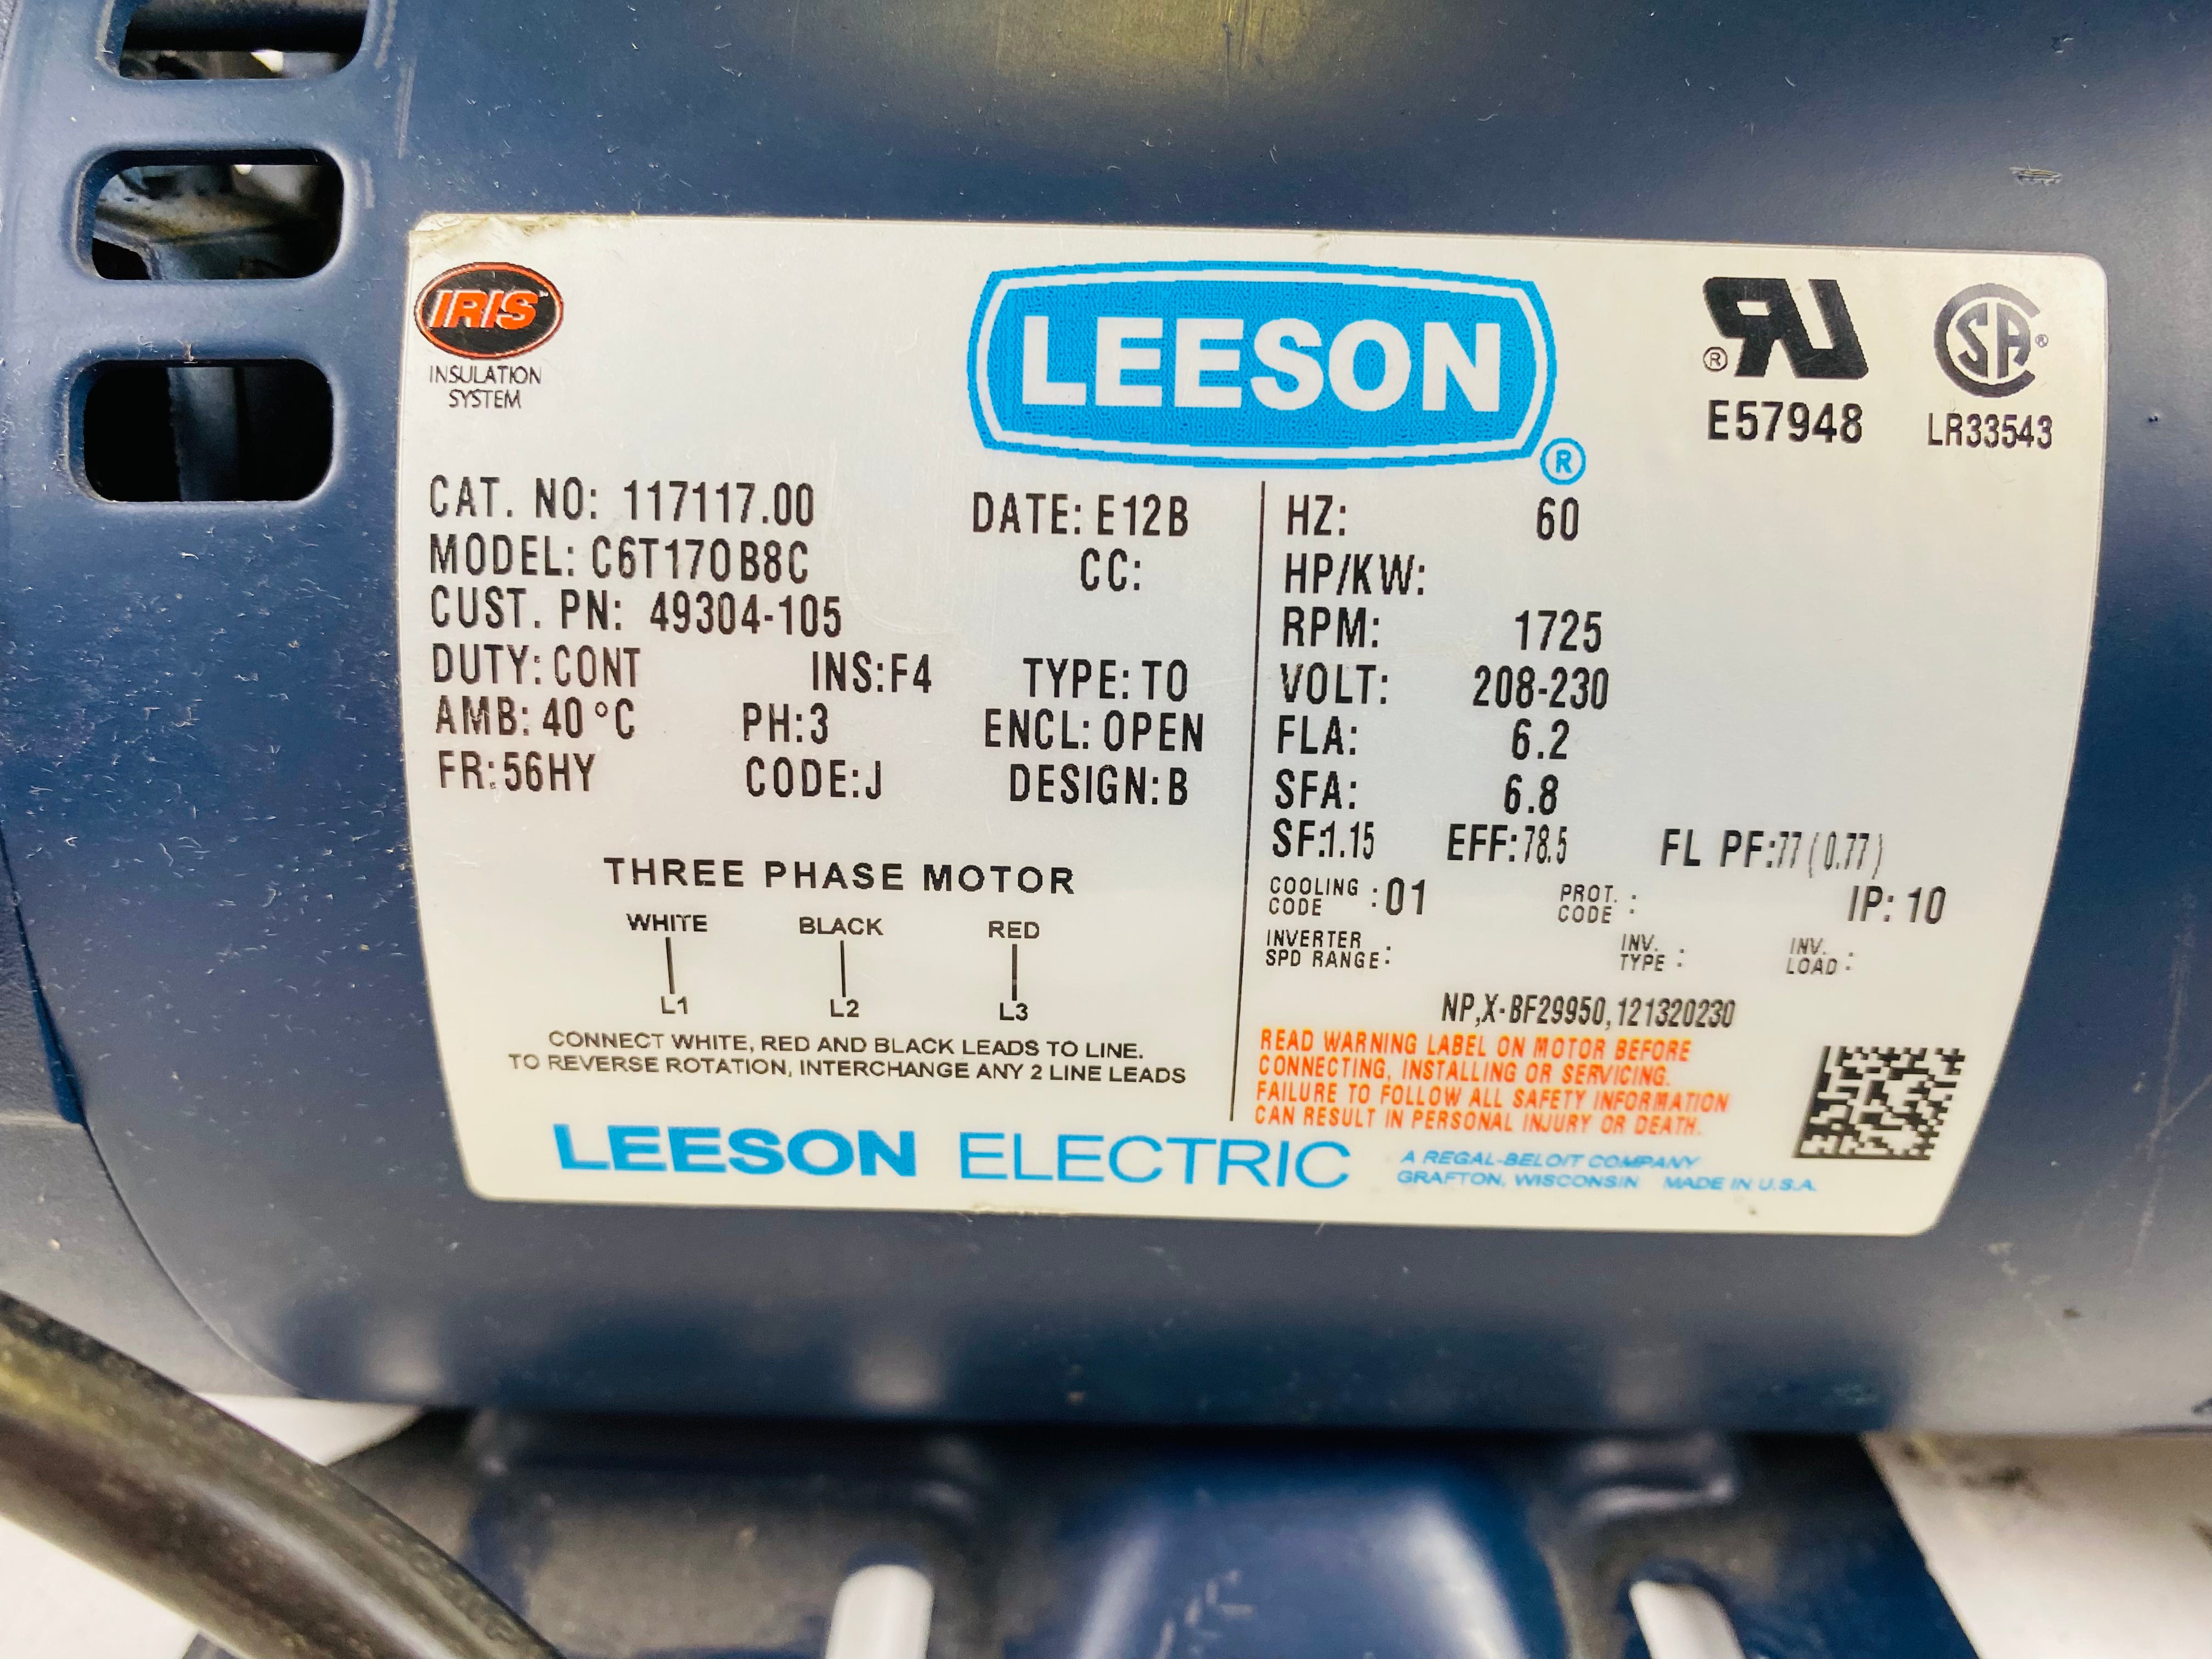 IRIS™
INSULATION
SYSTEM
LEESON®
UR®
E57948
SA®
LR33543
CAT. NO: 117117.00
DATE: E12B
MODEL: C6T17OB8C
CC:
CUST. PN: 49304-105
DUTY: CONT INS:F4 TYPE: TO
AMB: 40°C PH:3 ENCL: OPEN
FR:56HY CODE:J DESIGN: B
THREE PHASE MOTOR
WHITE BLACK RED
L1 L2 L3
CONNECT WHITE, RED AND BLACK LEADS TO LINE.
TO REVERSE ROTATION, INTERCHANGE ANY 2 LINE LEADS
HZ: 60
HP/KW:
RPM: 1725
VOLT: 208-230
FLA: 6.2
SFA: 6.8
SF:1.15 EFF:78.5 FL PF:77(0.77)
COOLING CODE :01 PROT. CODE : IP: 10
INVERTER SPD RANGE: INV. TYPE : INV. LOAD :
NP,X-BF29950,121320230
READ WARNING LABEL ON MOTOR BEFORE
CONNECTING, INSTALLING OR SERVICING.
FAILURE TO FOLLOW ALL SAFETY INFORMATION
CAN RESULT IN PERSONAL INJURY OR DEATH.
LEESON ELECTRIC
A REGAL-BELOIT COMPANY
GRAFTON, WISCONSIN MADE IN U.S.A.